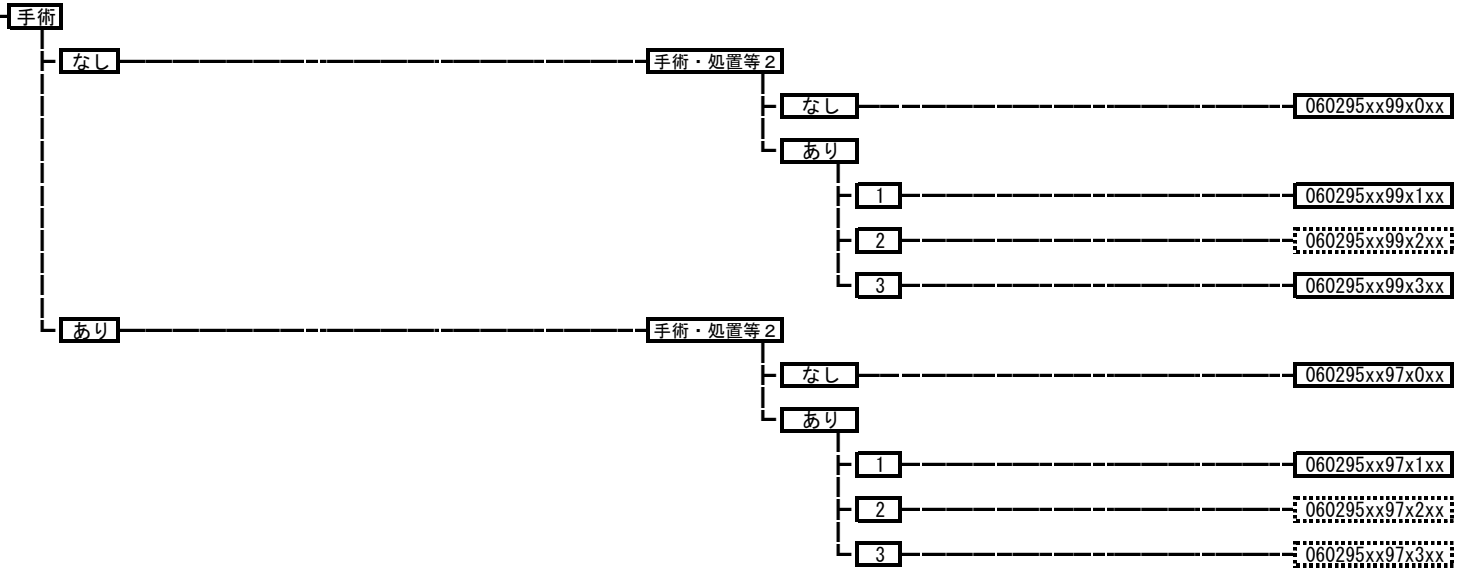 手術
なし 手術・処置等2
なし 060295xx99x0xx
あり
1 060295xx99x1xx
2 060295xx99x2xx
3 060295xx99x3xx
あり 手術・処置等2
なし 060295xx97x0xx
あり
1 060295xx97x1xx
2 060295xx97x2xx
3 060295xx97x3xx